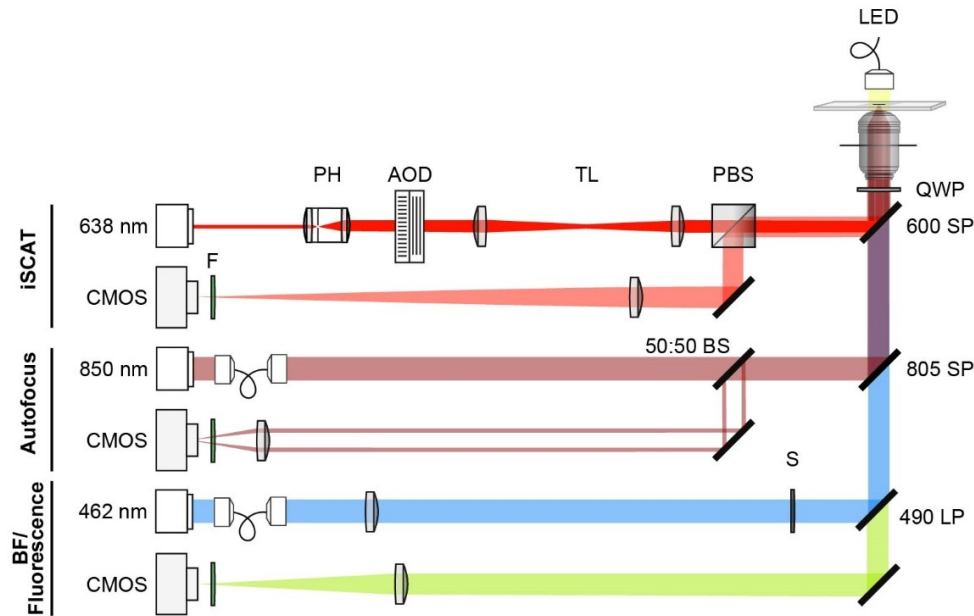 LED
PH
AOD
TL
PBS
QWP
638 nm
600 SP
iSCAT
F
CMOS
50:50 BS
850 nm
805 SP
Autofocus
CMOS
S
462 nm
490 LP
BF/
Fluorescence
CMOS